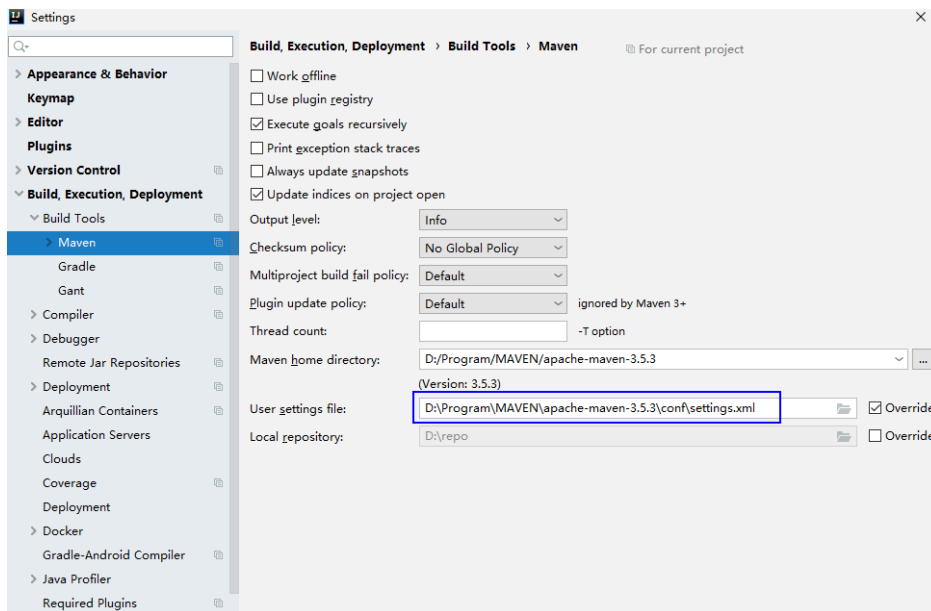 Settings
Appearance & Behavior
Keymap
Editor
Plugins
Version Control
Build, Execution, Deployment
Build Tools
Maven
Gradle
Gant
Compiler
Debugger
Remote Jar Repositories
Deployment
Arquillian Containers
Application Servers
Clouds
Coverage
Deployment
Docker
Gradle-Android Compiler
Java Profiler
Required Plugins
Build, Execution, Deployment › Build Tools › Maven For current project
Work offline
Use plugin registry
Execute goals recursively
Print exception stack traces
Always update snapshots
Update indices on project open
Output level: Info
Checksum policy: No Global Policy
Multiproject build fail policy: Default
Plugin update policy: Default ignored by Maven 3+
Thread count: -T option
Maven home directory: D:/Program/MAVEN/apache-maven-3.5.3 ...
(Version: 3.5.3)
User settings file: D:\Program\MAVEN\apache-maven-3.5.3\conf\settings.xml Override
Local repository: D:\repo Override